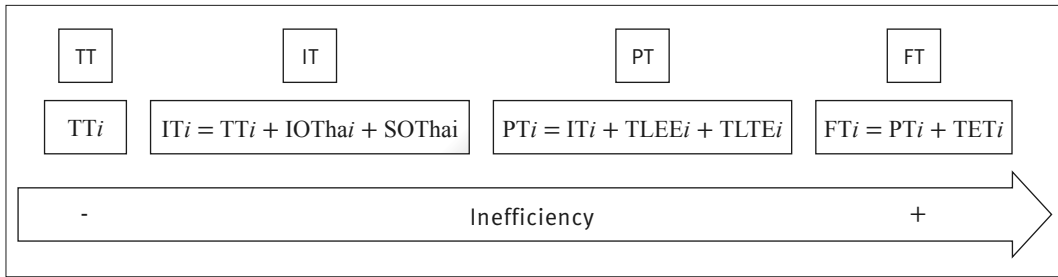 TT IT PT FT
TTi ITi = TTi + IOThai + SOThai PTi = ITi + TLEEi + TLTEi FTi = PTi + TETi
- Inefficiency +